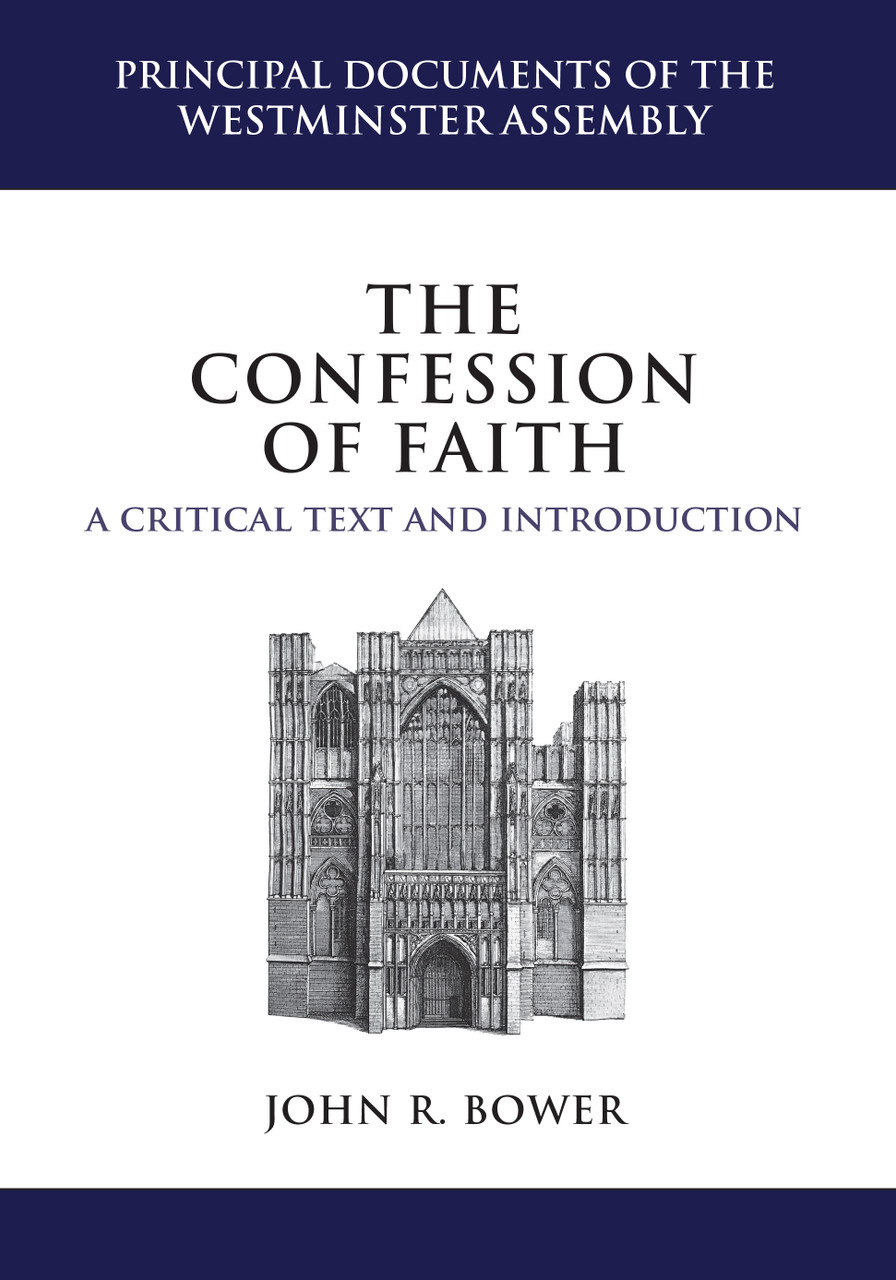 PRINCIPAL DOCUMENTS OF THE
WESTMINSTER ASSEMBLY
THE
CONFESSION
OF FAITH
A CRITICAL TEXT AND INTRODUCTION
JOHN R. BOWER